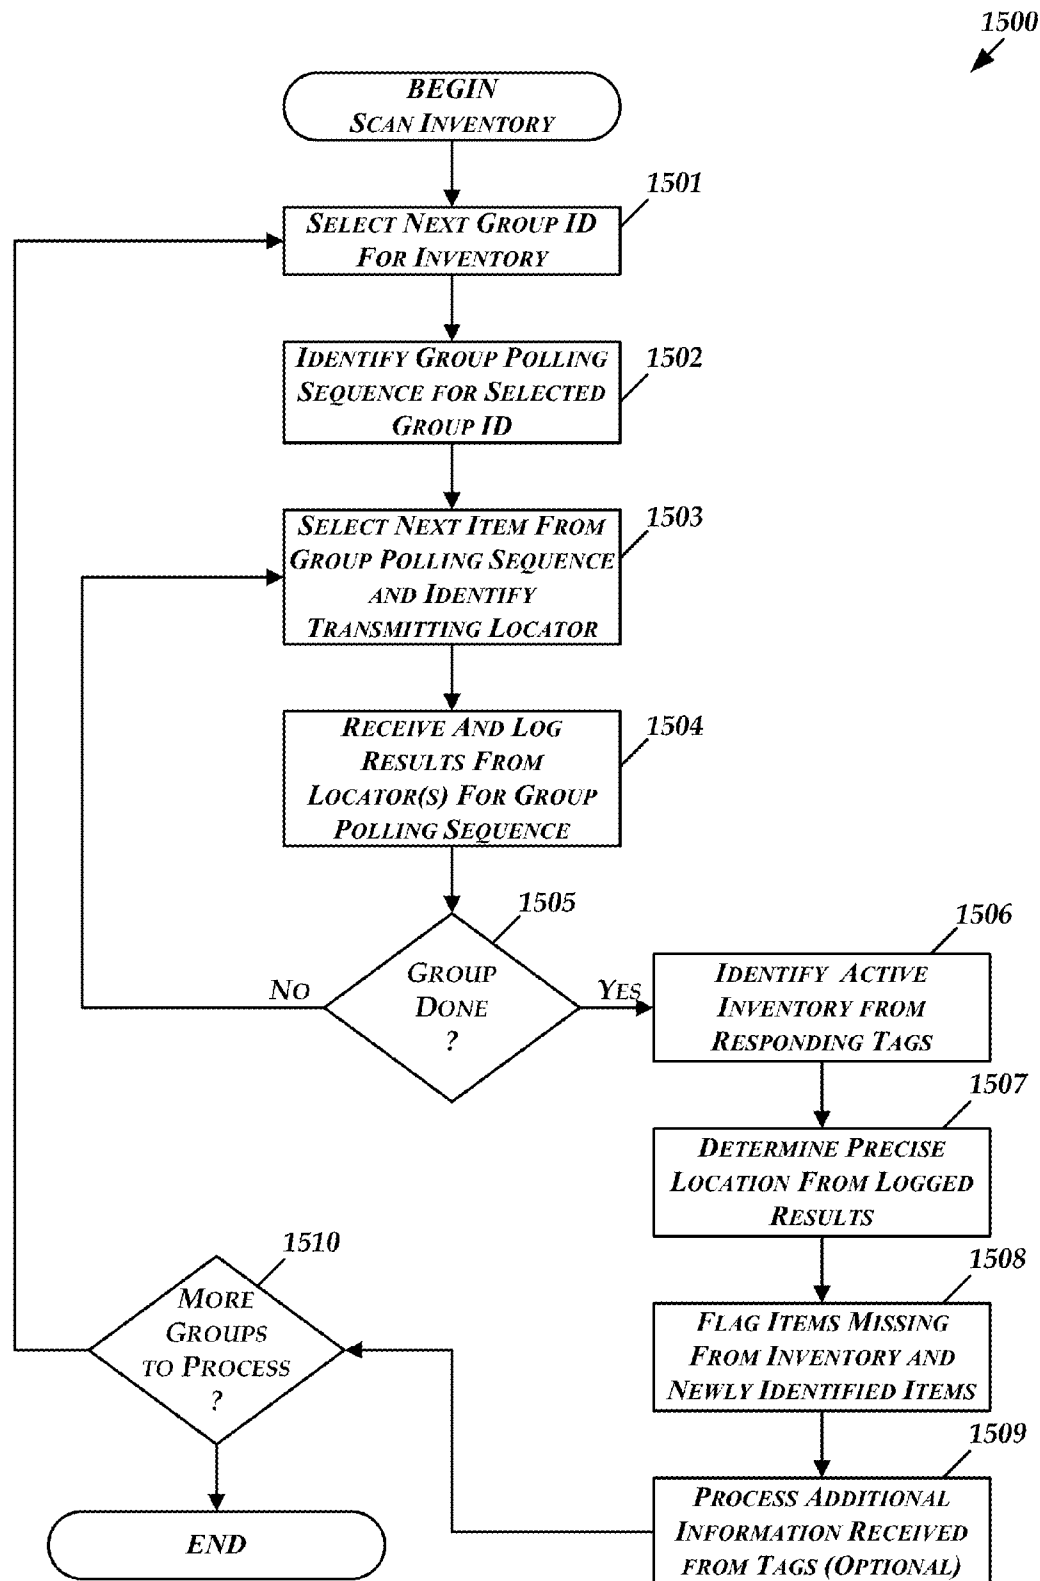 1500
BEGIN
SCAN INVENTORY
1501
SELECT NEXT GROUP ID
FOR INVENTORY
1502
IDENTIFY GROUP POLLING
SEQUENCE FOR SELECTED
GROUP ID
1503
SELECT NEXT ITEM FROM
GROUP POLLING SEQUENCE
AND IDENTIFY
TRANSMITTING LOCATOR
1504
RECEIVE AND LOG
RESULTS FROM
LOCATOR(S) FOR GROUP
POLLING SEQUENCE
1505
GROUP
DONE
?
NO
YES
1506
IDENTIFY ACTIVE
INVENTORY FROM
RESPONDING TAGS
1507
DETERMINE PRECISE
LOCATION FROM LOGGED
RESULTS
1508
FLAG ITEMS MISSING
FROM INVENTORY AND
NEWLY IDENTIFIED ITEMS
1509
PROCESS ADDITIONAL
INFORMATION RECEIVED
FROM TAGS (OPTIONAL)
1510
MORE
GROUPS
TO PROCESS
?
END